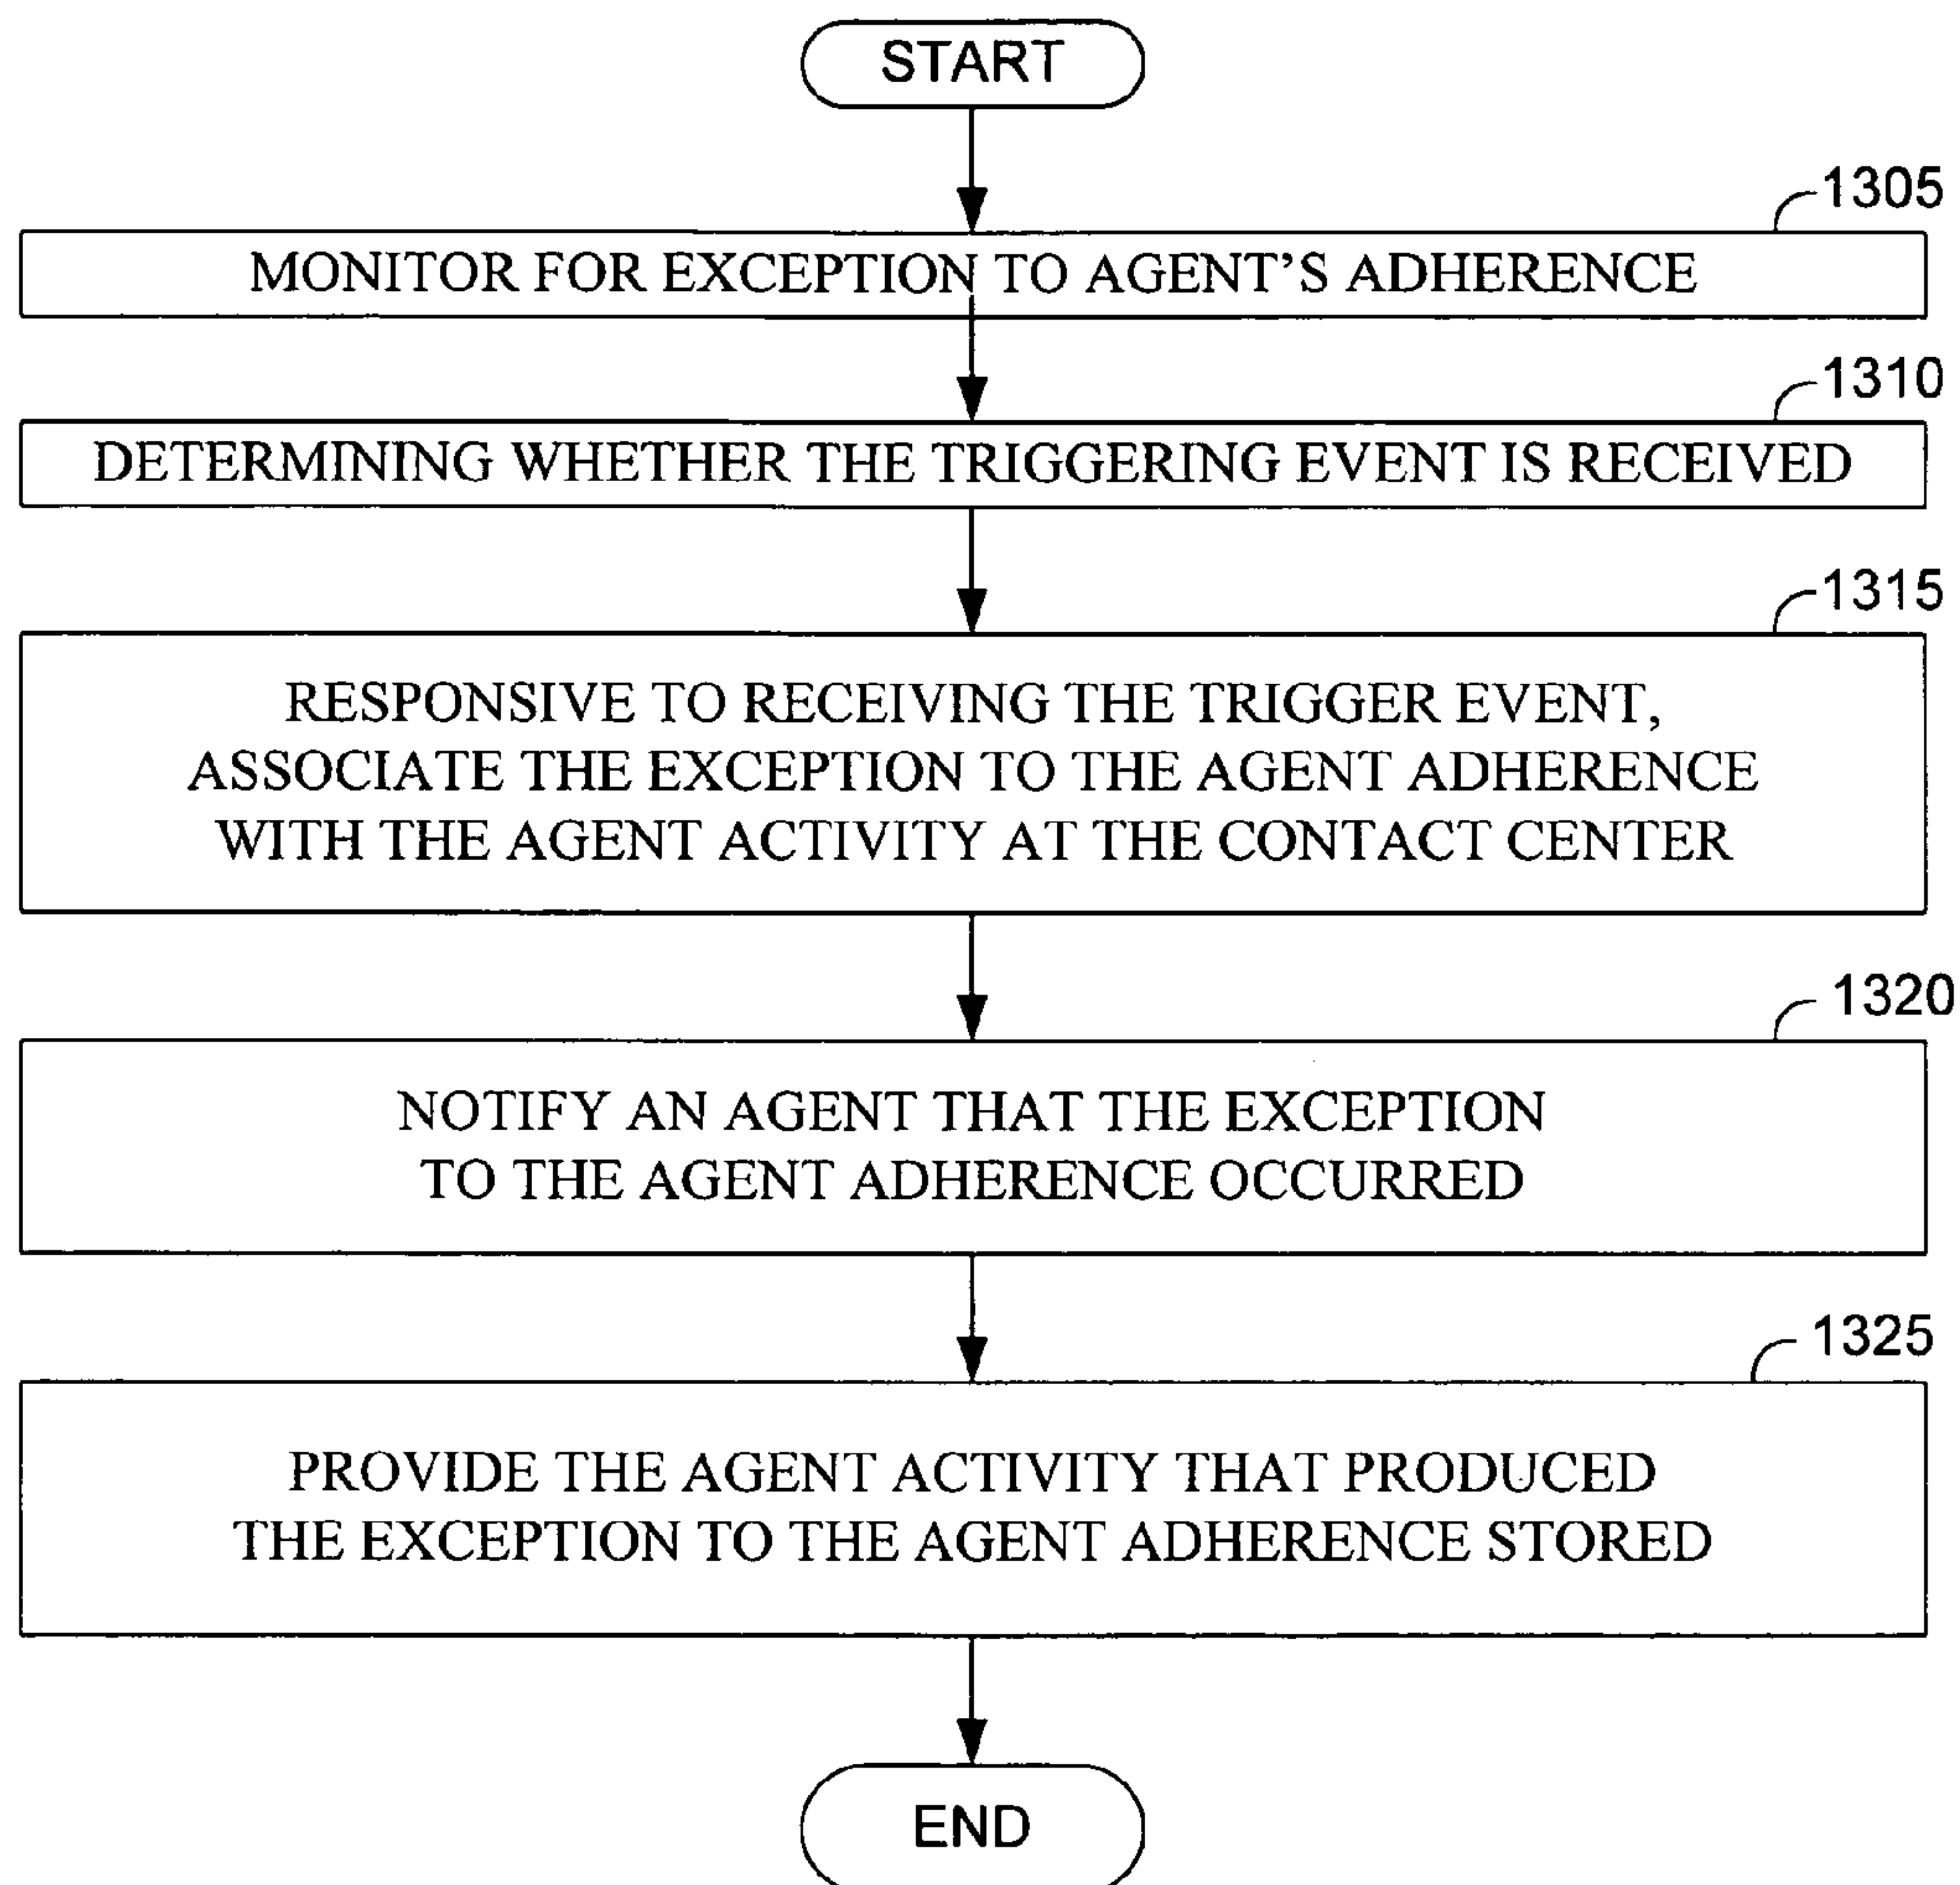 START
1305
MONITOR FOR EXCEPTION TO AGENT'S ADHERENCE
1310
DETERMINING WHETHER THE TRIGGERING EVENT IS RECEIVED
1315
RESPONSIVE TO RECEIVING THE TRIGGER EVENT,
ASSOCIATE THE EXCEPTION TO THE AGENT ADHERENCE
WITH THE AGENT ACTIVITY AT THE CONTACT CENTER
1320
NOTIFY AN AGENT THAT THE EXCEPTION
TO THE AGENT ADHERENCE OCCURRED
1325
PROVIDE THE AGENT ACTIVITY THAT PRODUCED
THE EXCEPTION TO THE AGENT ADHERENCE STORED
END